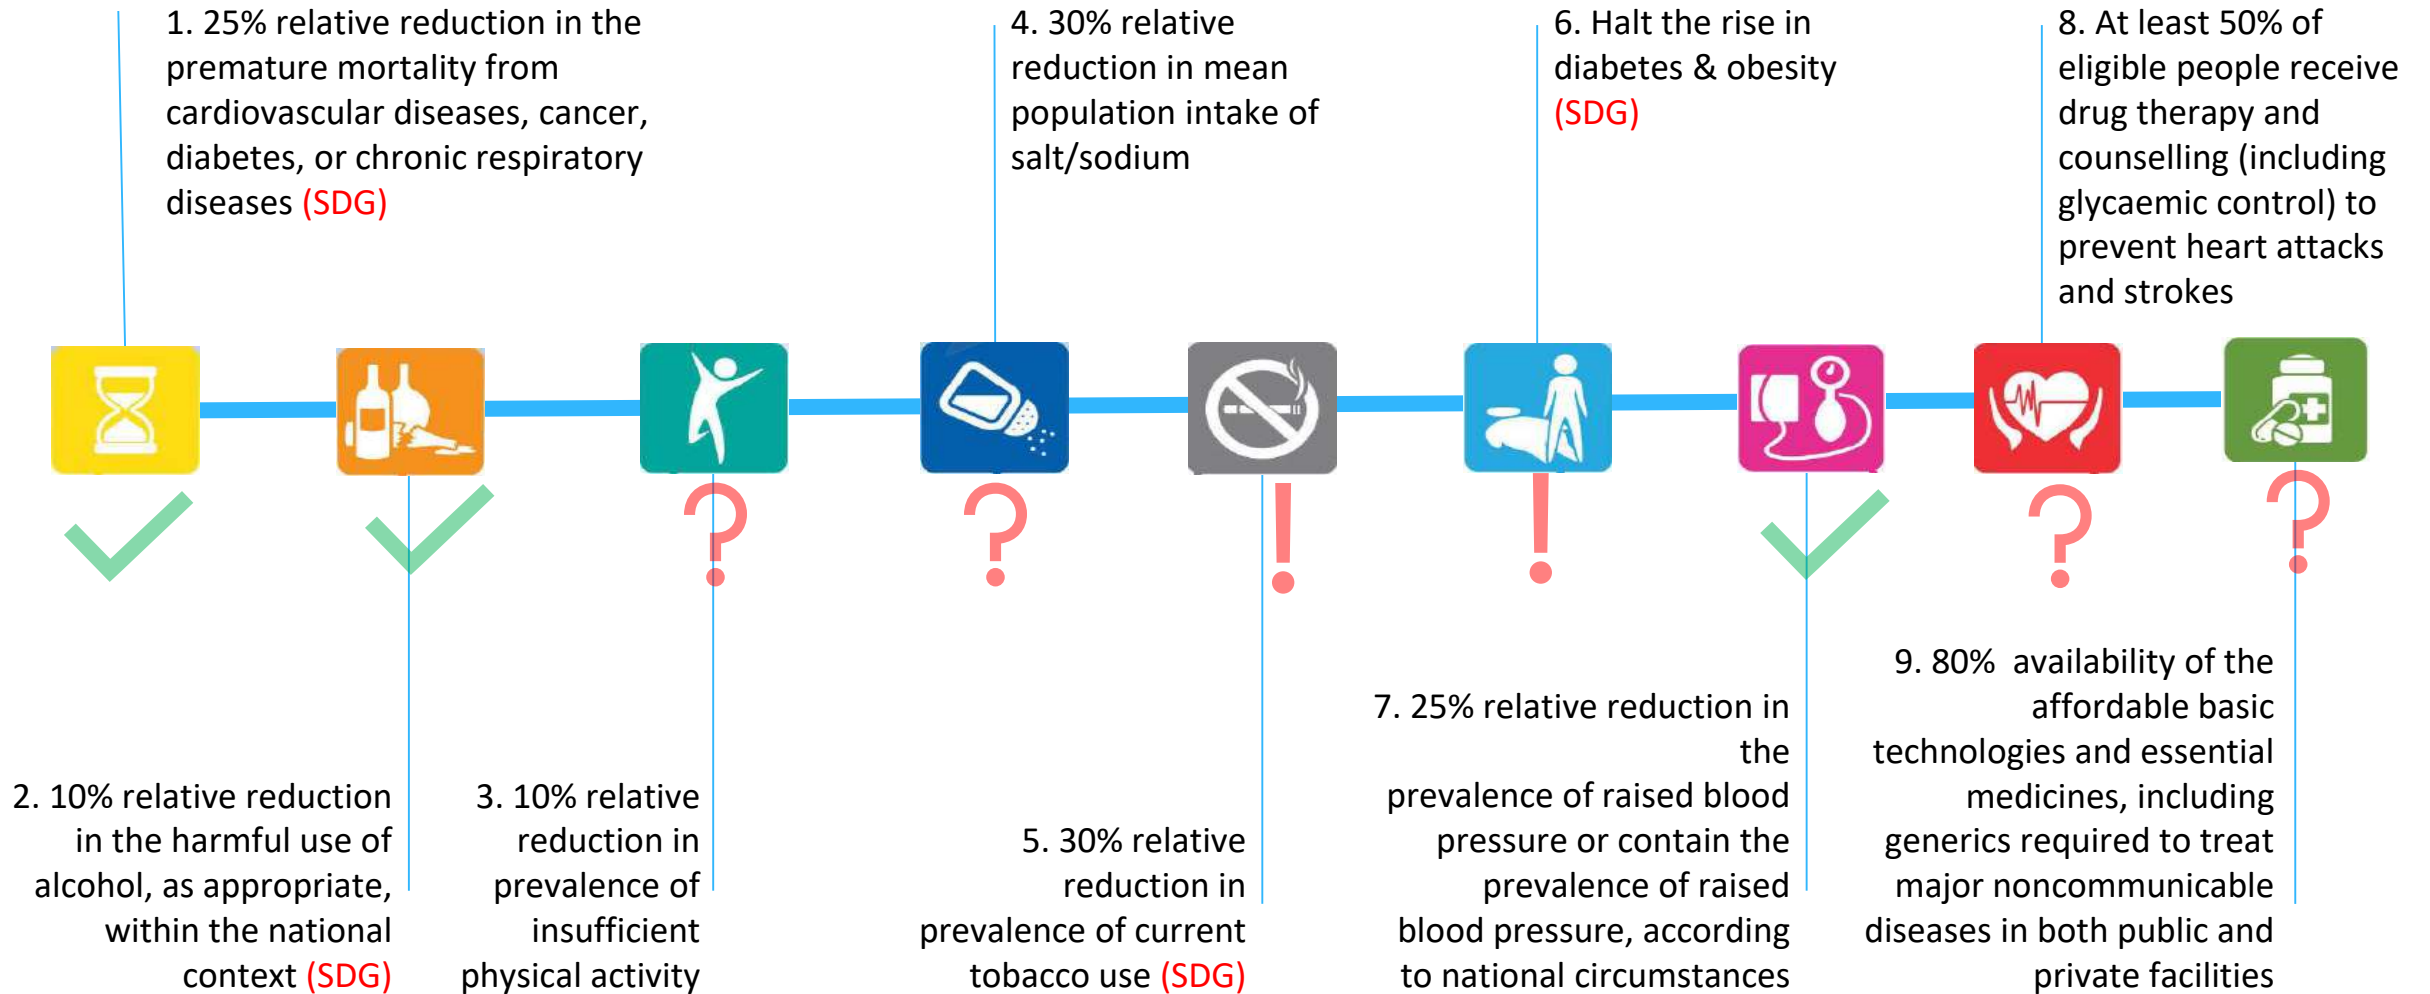 1. 25% relative reduction in the
premature mortality from
cardiovascular diseases, cancer,
diabetes, or chronic respiratory
diseases (SDG)
4. 30% relative
reduction in mean
population intake of
salt/sodium
6. Halt the rise in
diabetes & obesity
(SDG)
8. At least 50% of
eligible people receive
drug therapy and
counselling (including
glycaemic control) to
prevent heart attacks
and strokes
?
?
!
!
?
?
2. 10% relative reduction
in the harmful use of
alcohol, as appropriate,
within the national
context (SDG)
3. 10% relative
reduction in
prevalence of
insufficient
physical activity
5. 30% relative
reduction in
prevalence of current
tobacco use (SDG)
7. 25% relative reduction in
the
prevalence of raised blood
pressure or contain the
prevalence of raised
blood pressure, according
to national circumstances
9. 80%  availability of the
affordable basic
technologies and essential
medicines, including
generics required to treat
major noncommunicable
diseases in both public and
private facilities